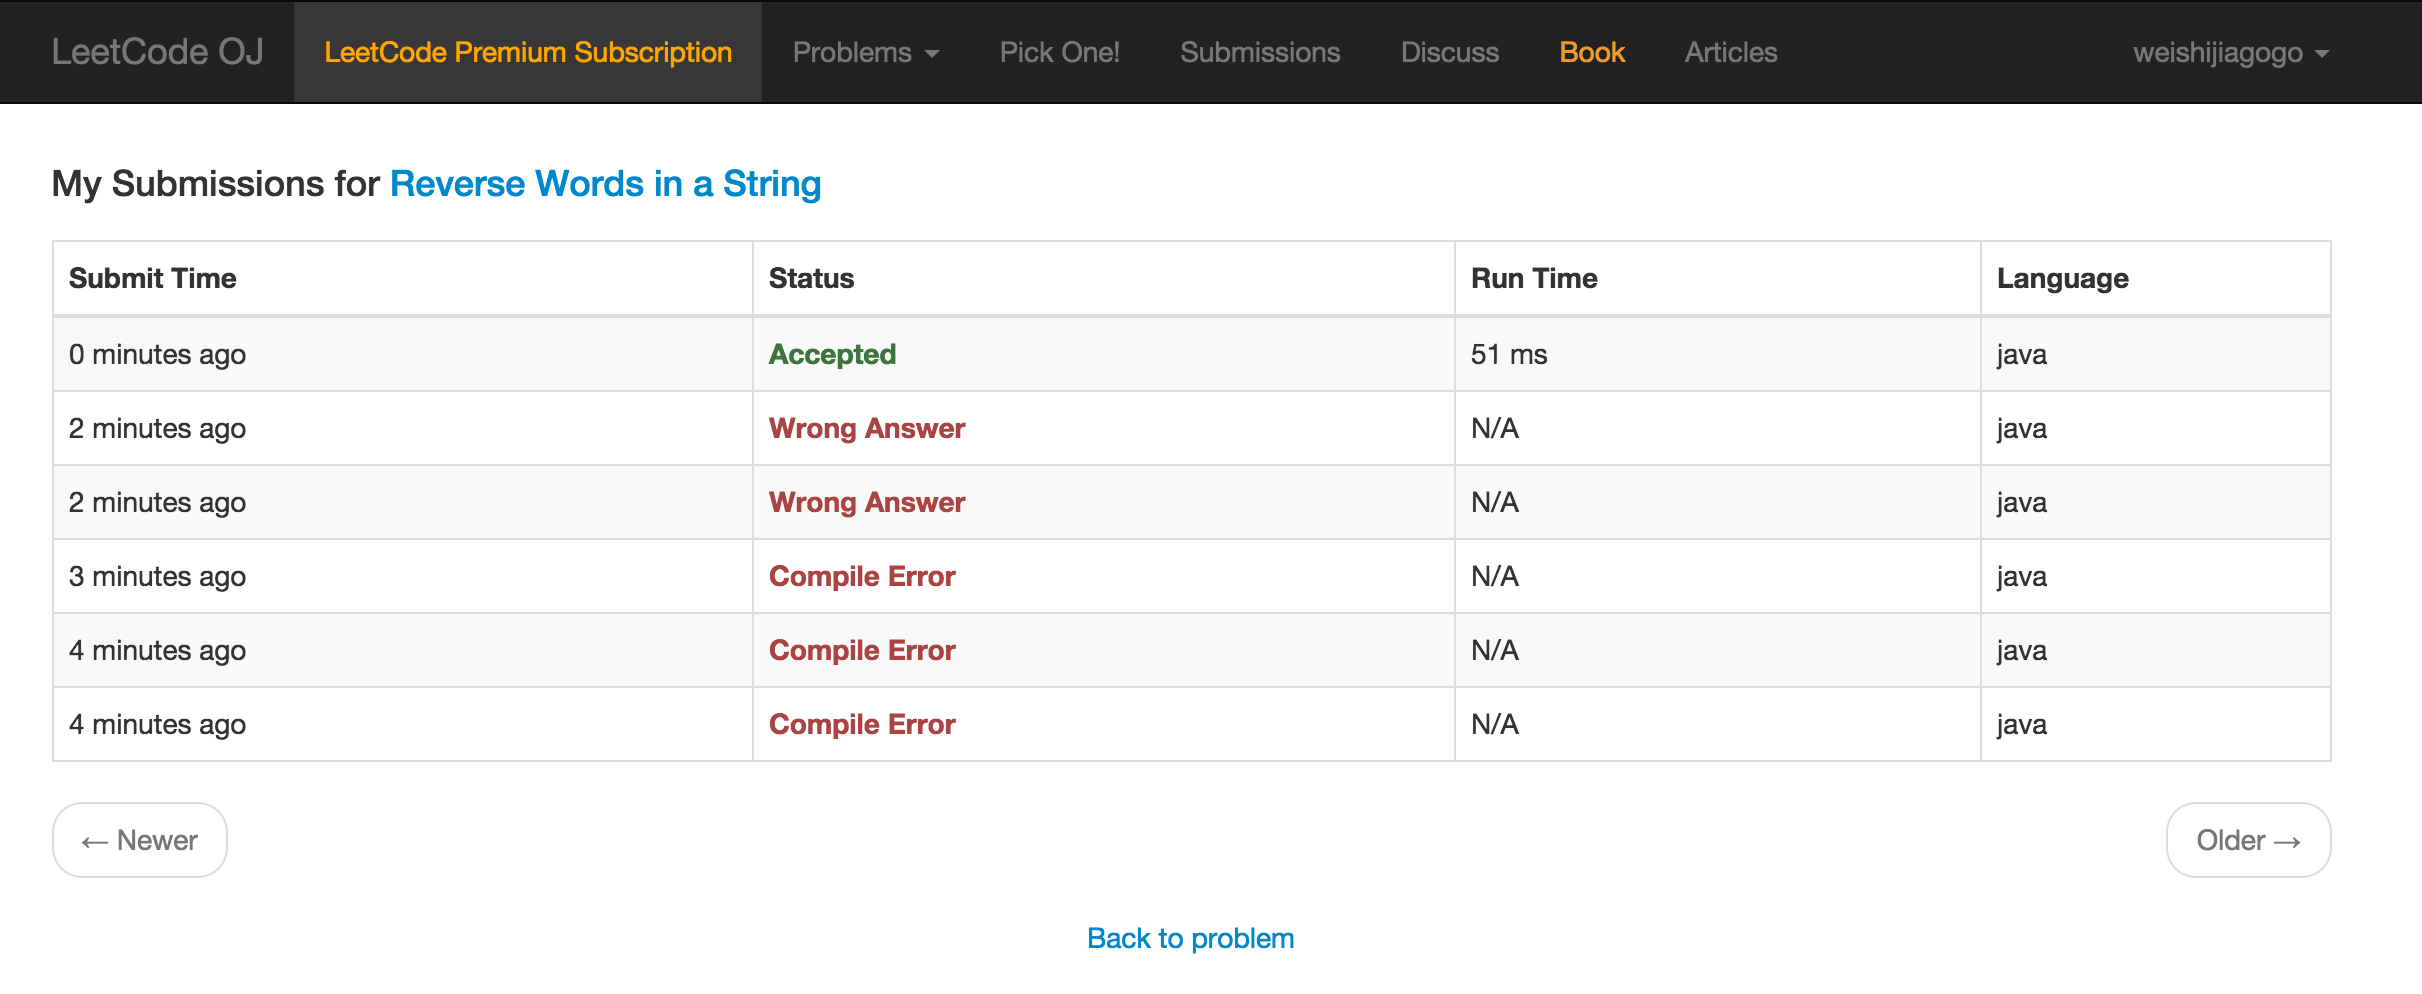 LeetCode OJ LeetCode Premium Subscription Problems Pick One! Submissions Discuss Book Articles weishijiagogo
My Submissions for Reverse Words in a String
Submit Time Status Run Time Language
0 minutes ago Accepted 51 ms java
2 minutes ago Wrong Answer N/A java
2 minutes ago Wrong Answer N/A java
3 minutes ago Compile Error N/A java
4 minutes ago Compile Error N/A java
4 minutes ago Compile Error N/A java
← Newer Older →
Back to problem